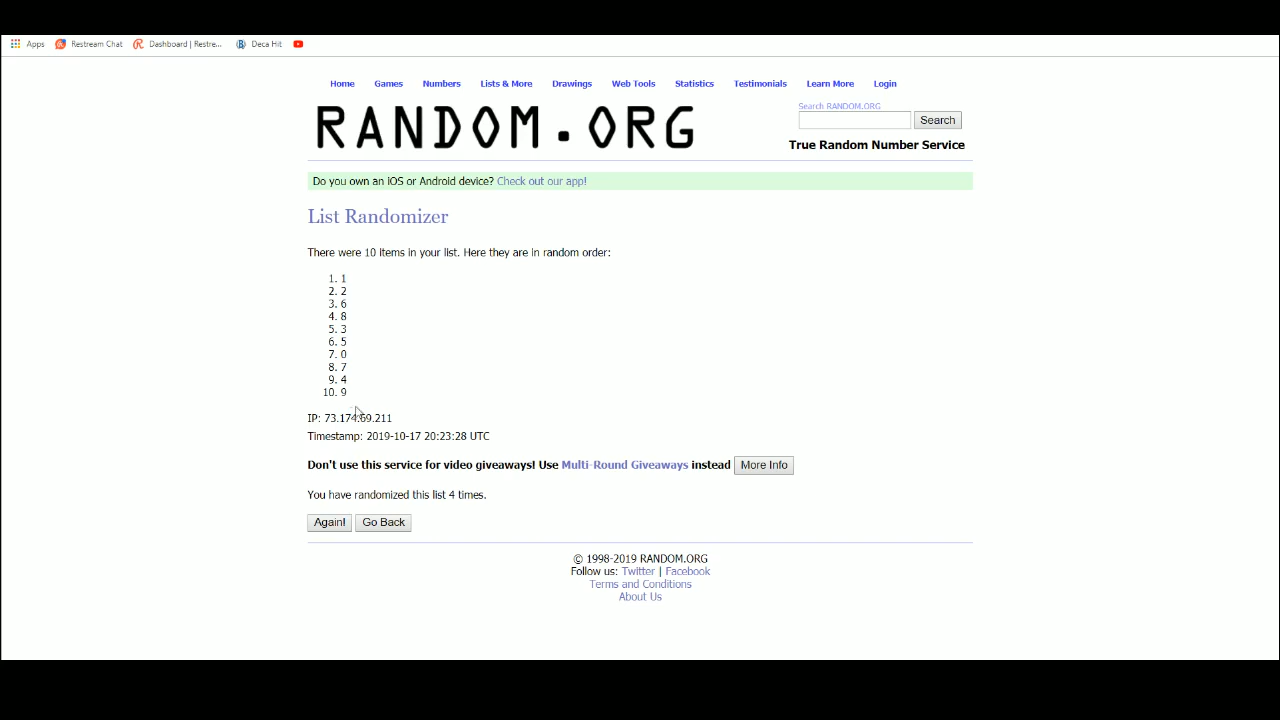 Apps Restream Chat Dashboard | Restre... Deca Hit
Home Games Numbers Lists & More Drawings Web Tools Statistics Testimonials Learn More Login
RANDOM.ORG
Search RANDOM.ORG
Search
True Random Number Service
Do you own an iOS or Android device? Check out our app!
List Randomizer
There were 10 items in your list. Here they are in random order:
1. 1
2. 2
3. 6
4. 8
5. 3
6. 5
7. 0
8. 7
9. 4
10. 9
IP: 73.174.69.211
Timestamp: 2019-10-17 20:23:28 UTC
Don't use this service for video giveaways! Use Multi-Round Giveaways instead More Info
You have randomized this list 4 times.
Again! Go Back
© 1998-2019 RANDOM.ORG
Follow us: Twitter | Facebook
Terms and Conditions
About Us